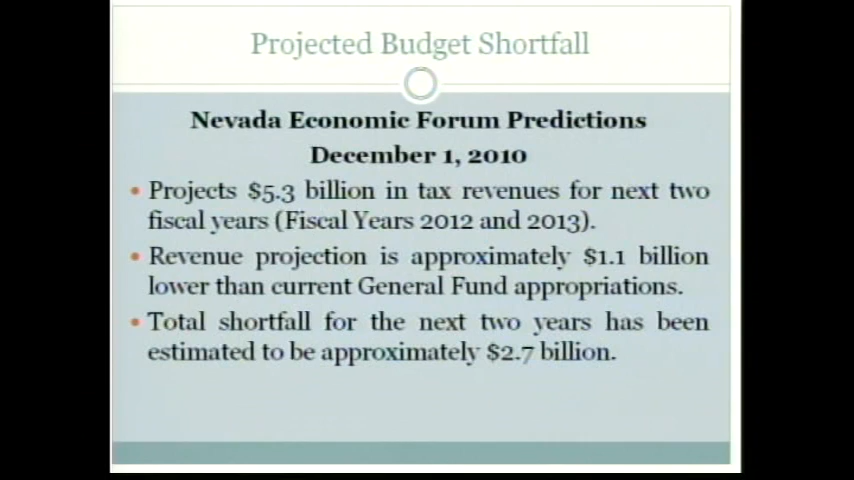 Projected Budget Shortfall
Nevada Economic Forum Predictions
December 1, 2010
• Projects $5.3 billion in tax revenues for next two
fiscal years (Fiscal Years 2012 and 2013).
• Revenue projection is approximately $1.1 billion
lower than current General Fund appropriations.
• Total shortfall for the next two years has been
estimated to be approximately $2.7 billion.